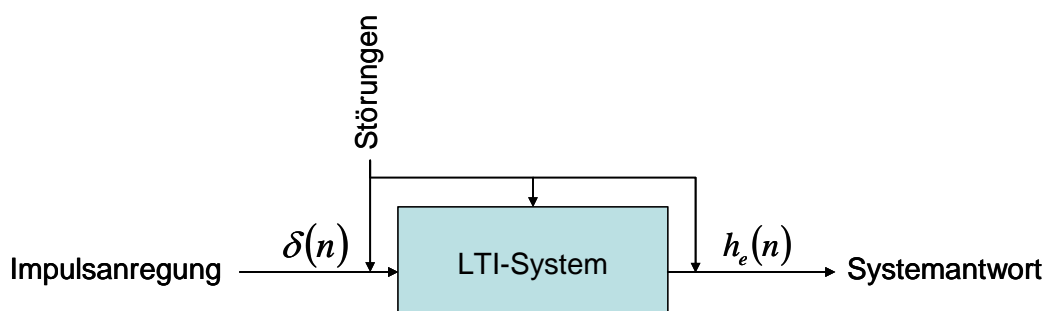 Störungen
δ(n)
h_e(n)
Impulsanregung
LTI-System
Systemantwort